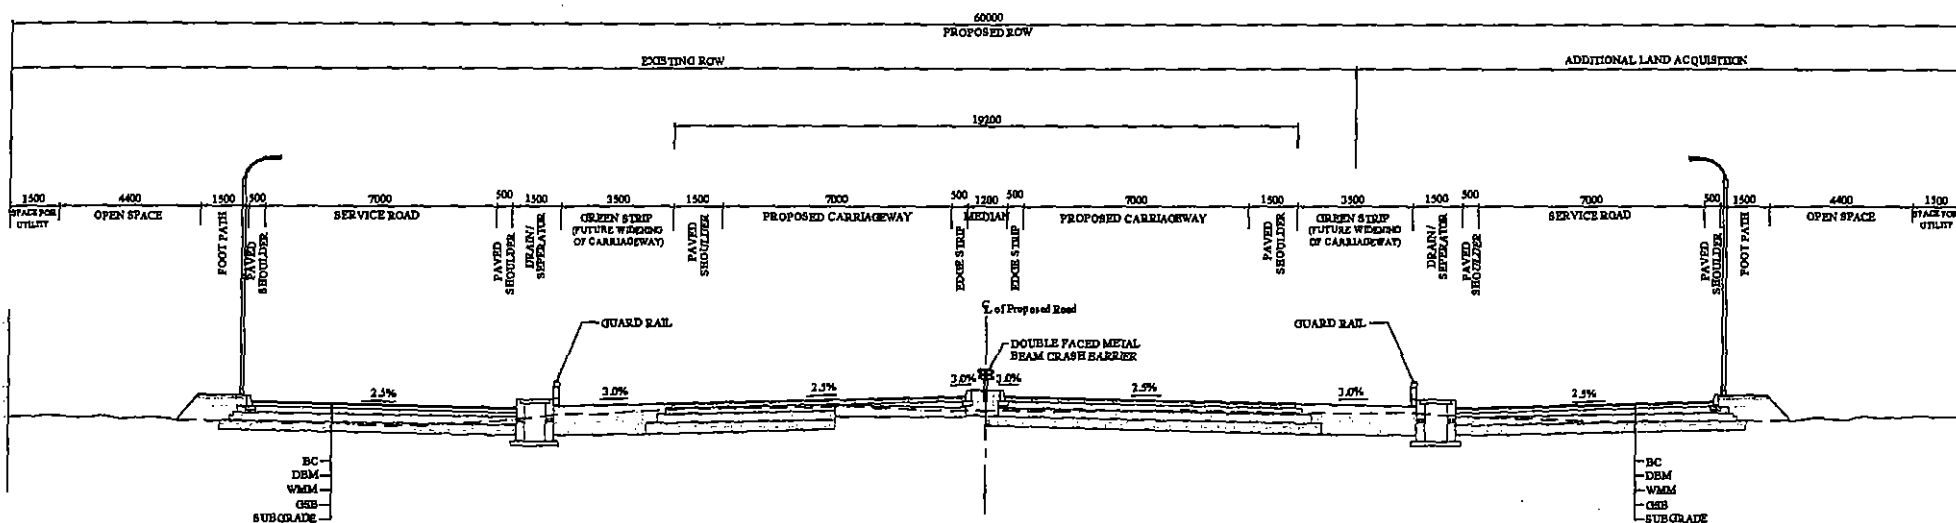 60000
PROPOSED ROW
EXISTING ROW
ADDITIONAL LAND ACQUISITION
19200
1500 4400 1500 500 7000 500 1500 3500 1500 7000 500 1200 500 7000 1500 3500 1500 500 7000 500 1500 4400 1500
SPACE FOR
UTILITY
OPEN SPACE
FOOT PATH
PAVED
SHOULDER
SERVICE ROAD
PAVED
SHOULDER
DRAIN/
SEPERATOR
GREEN STRIP
(FUTURE WIDENING
OF CARRIAGEWAY)
PAVED
SHOULDER
PROPOSED CARRIAGEWAY
EDGE STRIP
MEDIAN
EDGE STRIP
PROPOSED CARRIAGEWAY
PAVED
SHOULDER
GREEN STRIP
(FUTURE WIDENING
OF CARRIAGEWAY)
DRAIN/
SEPERATOR
PAVED
SHOULDER
SERVICE ROAD
PAVED
SHOULDER
FOOT PATH
OPEN SPACE
SPACE FOR
UTILITY
CL of Proposed Road
GUARD RAIL
GUARD RAIL
DOUBLE FACED METAL
BEAM CRASH BARRIER
2.5% 3.0% 2.5% 3.0% 3.0% 2.5% 3.0% 2.5%
BC
DBM
WMM
GSB
SUBGRADE
BC
DBM
WMM
GSB
SUBGRADE